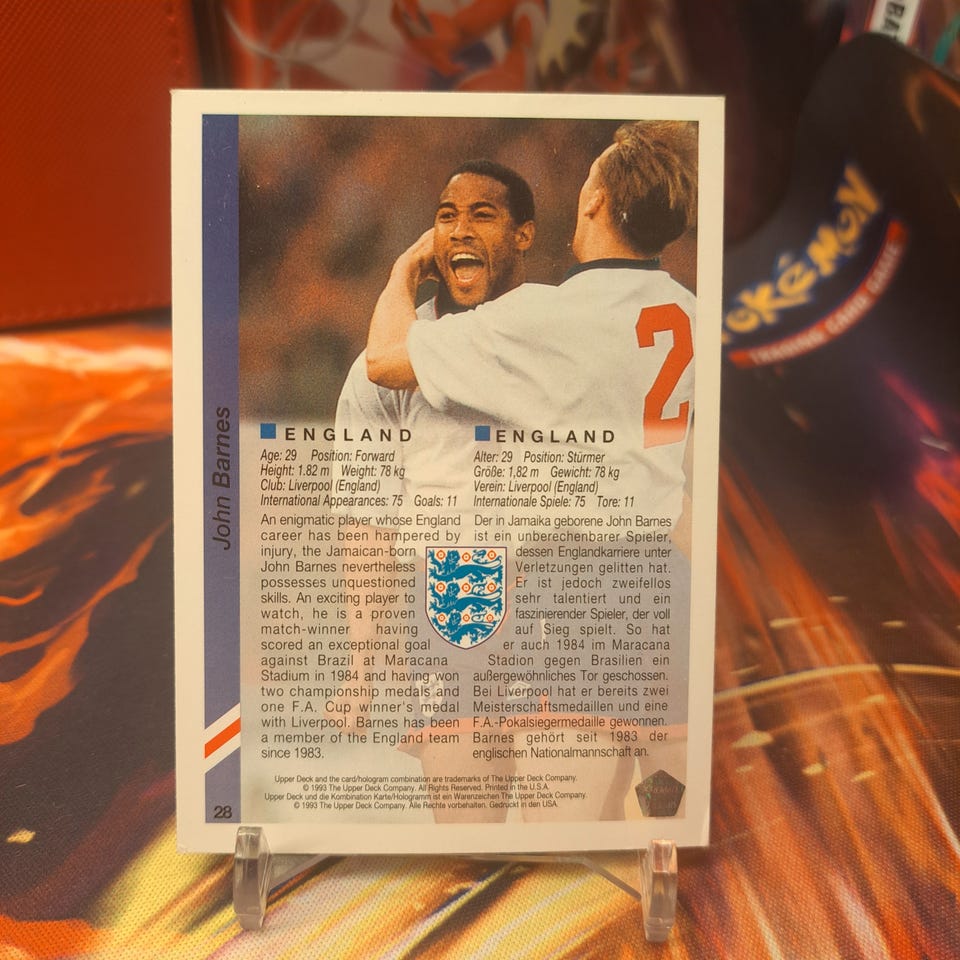 BA
POKÉMON
TRADING CARD GAME
2
John Barnes
ENGLAND
Age: 29 Position: Forward
Height: 1.82 m Weight: 78 kg
Club: Liverpool (England)
International Appearances: 75 Goals: 11
An enigmatic player whose England
career has been hampered by
injury, the Jamaican-born
John Barnes nevertheless
possesses unquestioned
skills. An exciting player to
watch, he is a proven
match-winner having
scored an exceptional goal
against Brazil at Maracana
Stadium in 1984 and having won
two championship medals and
one F.A. Cup winner's medal
with Liverpool. Barnes has been
a member of the England team
since 1983.
ENGLAND
Alter: 29 Position: Stürmer
Größe: 1.82 m Gewicht: 78 kg
Verein: Liverpool (England)
Internationale Spiele: 75 Tore: 11
Der in Jamaika geborene John Barnes
ist ein unberechenbarer Spieler,
dessen Englandkarriere unter
Verletzungen gelitten hat.
Er ist jedoch zweifellos
sehr talentiert und ein
faszinierender Spieler, der voll
auf Sieg spielt. So hat
er auch 1984 im Maracana
Stadion gegen Brasilien ein
außergewöhnliches Tor geschossen.
Bei Liverpool hat er bereits zwei
Meisterschaftsmedaillen und eine
F.A.-Pokalsiegermedaille gewonnen.
Barnes gehört seit 1983 der
englischen Nationalmannschaft an.
Upper Deck and the card/hologram combination are trademarks of The Upper Deck Company.
© 1993 The Upper Deck Company. All Rights Reserved. Printed in the U.S.A.
Upper Deck und die Kombination Karte/Hologramm ist ein Warenzeichen The Upper Deck Company.
© 1993 The Upper Deck Company. Alle Rechte vorbehalten. Gedruckt in den USA.
28